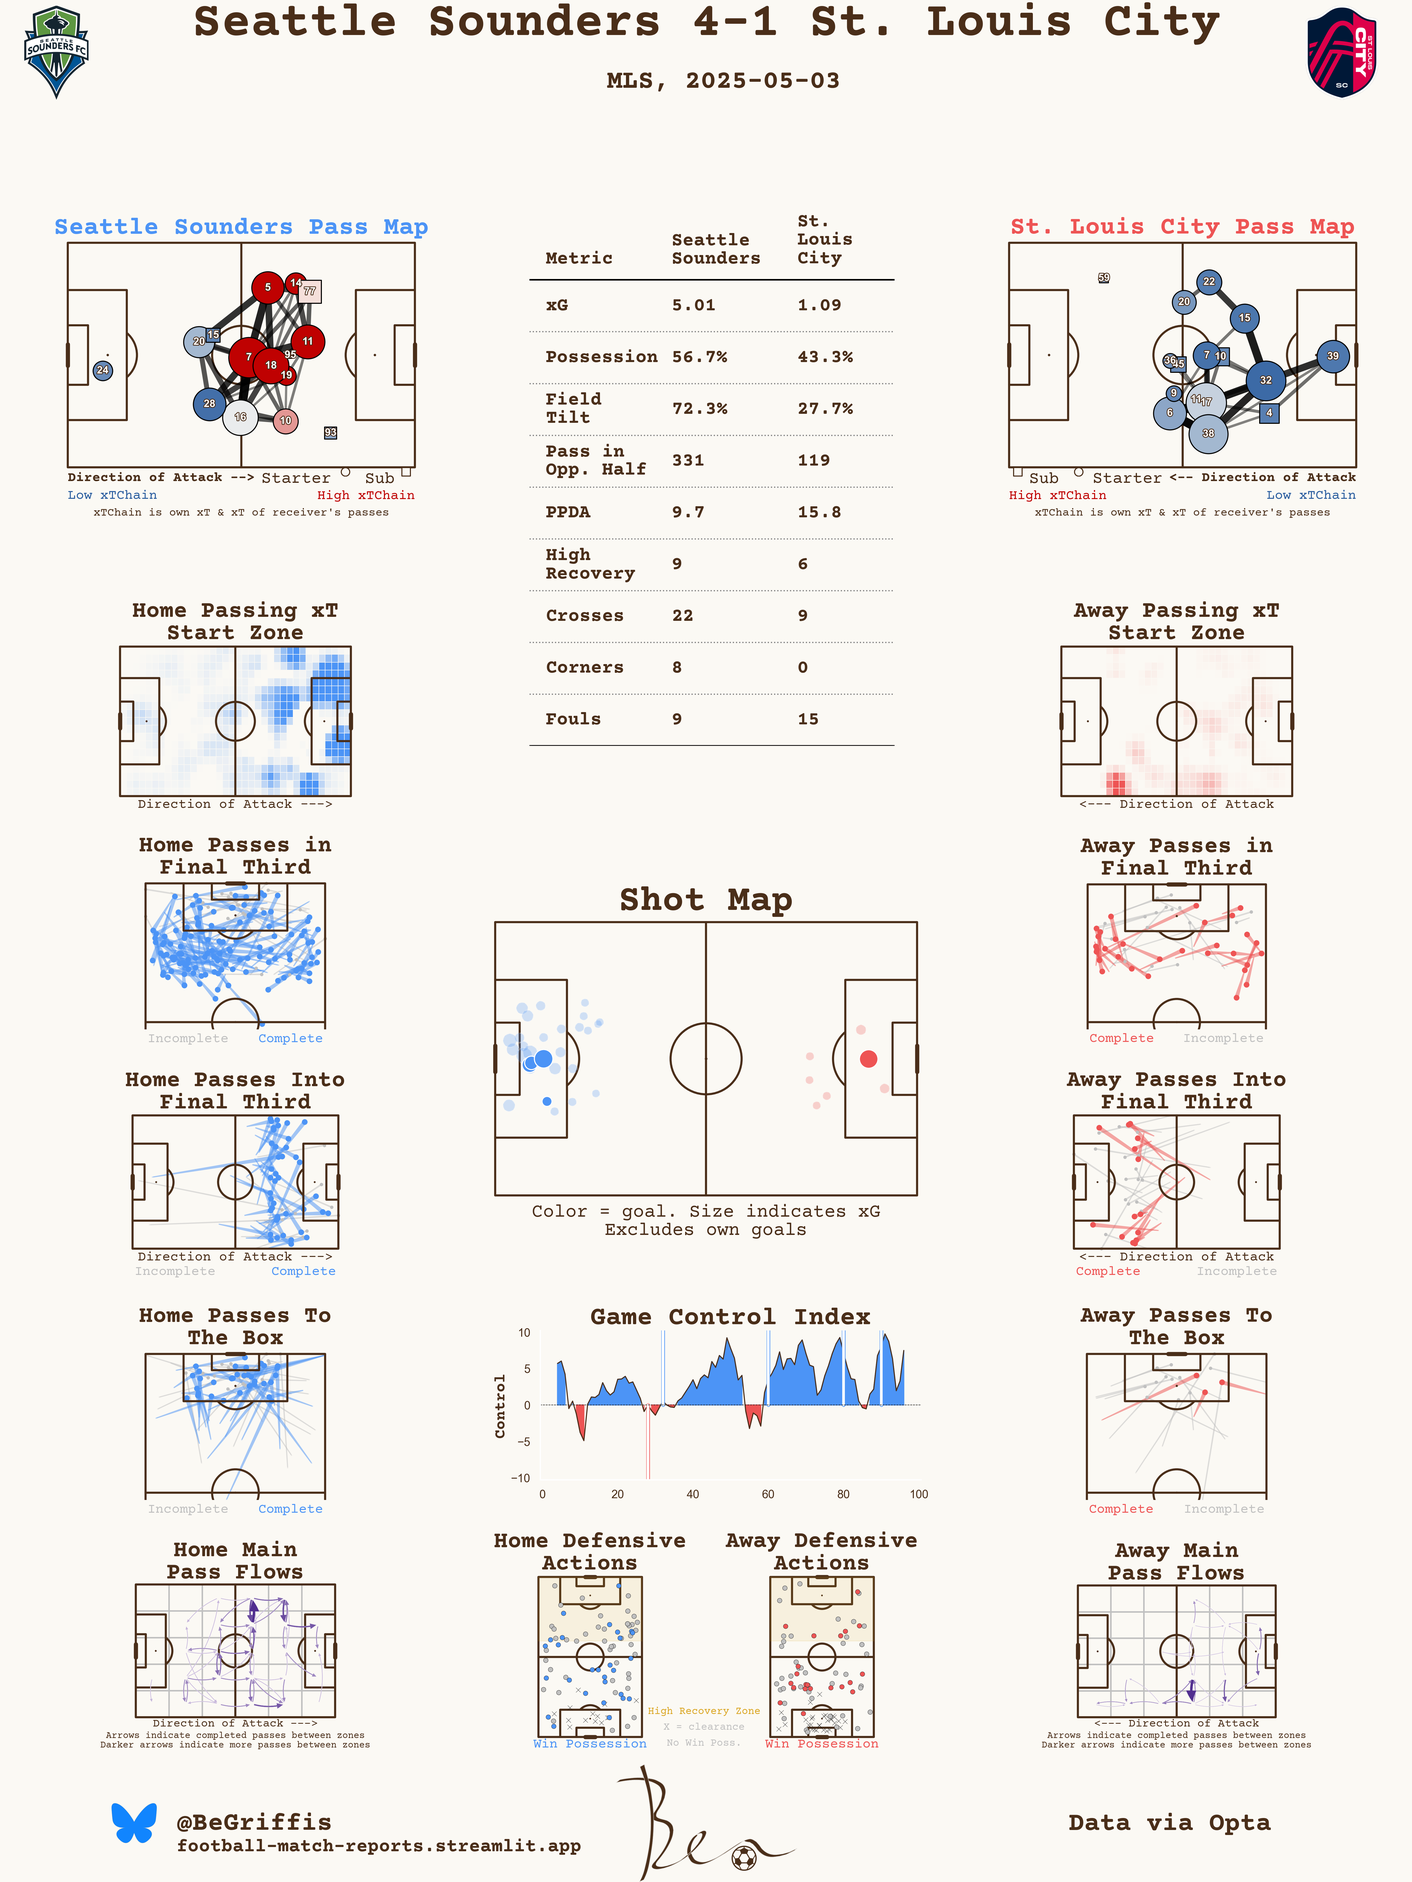 Seattle Sounders 4-1 St. Louis City
MLS, 2025-05-03
SEATTLE
SOUNDERS FC
ST. LOUIS
CITY
SC
Seattle Sounders Pass Map
5
14
77
15
20
11
7
95
18
19
24
28
16
10
93
Direction of Attack --> Starter Sub
Low xTChain High xTChain
xTChain is own xT & xT of receiver's passes
Metric Seattle Sounders St. Louis City
xG 5.01 1.09
Possession 56.7% 43.3%
Field Tilt 72.3% 27.7%
Pass in Opp. Half 331 119
PPDA 9.7 15.8
High Recovery 9 6
Crosses 22 9
Corners 8 0
Fouls 9 15
St. Louis City Pass Map
59
22
20
15
36
45
7
10
39
32
9
11
17
6
4
38
Sub Starter <-- Direction of Attack
High xTChain Low xTChain
xTChain is own xT & xT of receiver's passes
Home Passing xT
Start Zone
Direction of Attack --->
Away Passing xT
Start Zone
<--- Direction of Attack
Home Passes in
Final Third
Incomplete Complete
Away Passes in
Final Third
Complete Incomplete
Shot Map
Color = goal. Size indicates xG
Excludes own goals
Home Passes Into
Final Third
Direction of Attack --->
Incomplete Complete
Away Passes Into
Final Third
<--- Direction of Attack
Complete Incomplete
Home Passes To
The Box
Incomplete Complete
Game Control Index
Control
10
5
0
−5
−10
0 20 40 60 80 100
Away Passes To
The Box
Complete Incomplete
Home Main
Pass Flows
Direction of Attack --->
Arrows indicate completed passes between zones
Darker arrows indicate more passes between zones
Home Defensive
Actions
Win Possession
High Recovery Zone
X = clearance
No Win Poss.
Away Defensive
Actions
Win Possession
Away Main
Pass Flows
<--- Direction of Attack
Arrows indicate completed passes between zones
Darker arrows indicate more passes between zones
@BeGriffis
football-match-reports.streamlit.app
Ben
Data via Opta